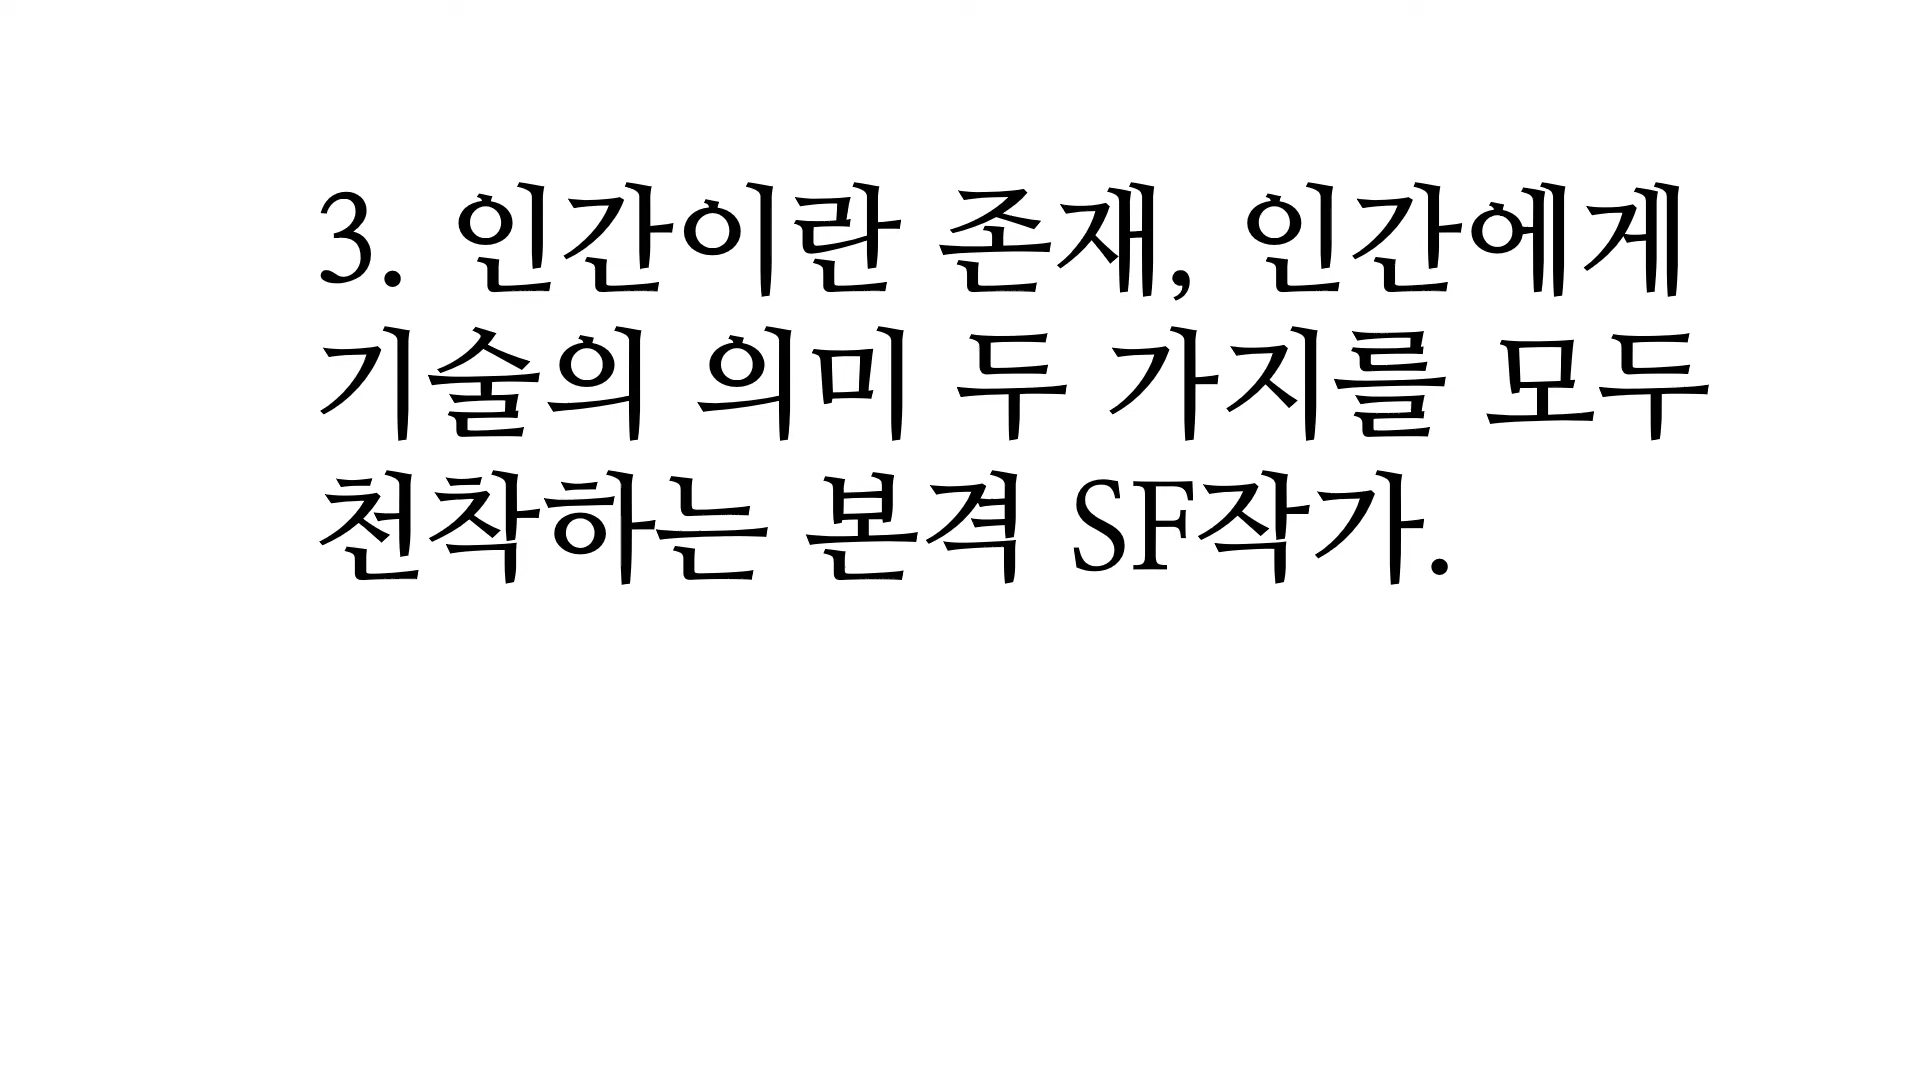 3. 인간이란 존재, 인간에게
기술의 의미 두 가지를 모두
천착하는 본격 SF작가.